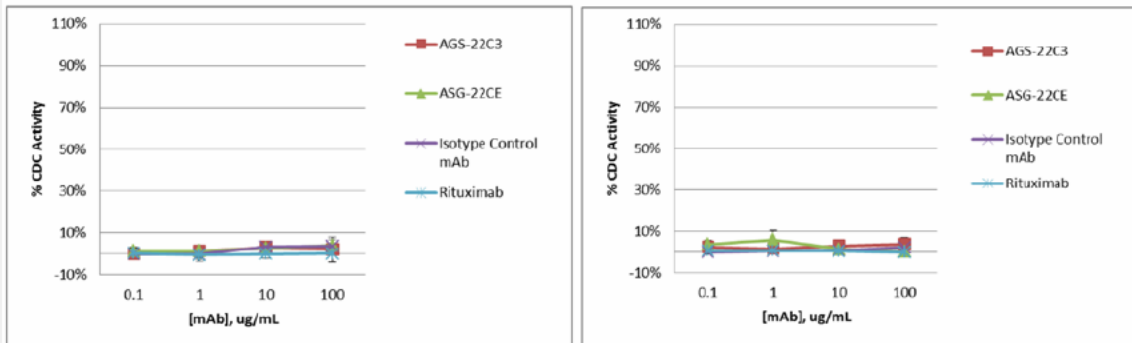 110%
90%
70%
50%
30%
10%
-10%
% CDC Activity
0.1 1 10 100
[mAb], ug/mL
AGS-22C3
ASG-22CE
Isotype Control
mAb
Rituximab
110%
90%
70%
50%
30%
10%
-10%
% CDC Activity
0.1 1 10 100
[mAb], ug/mL
AGS-22C3
ASG-22CE
Isotype Control
mAb
Rituximab